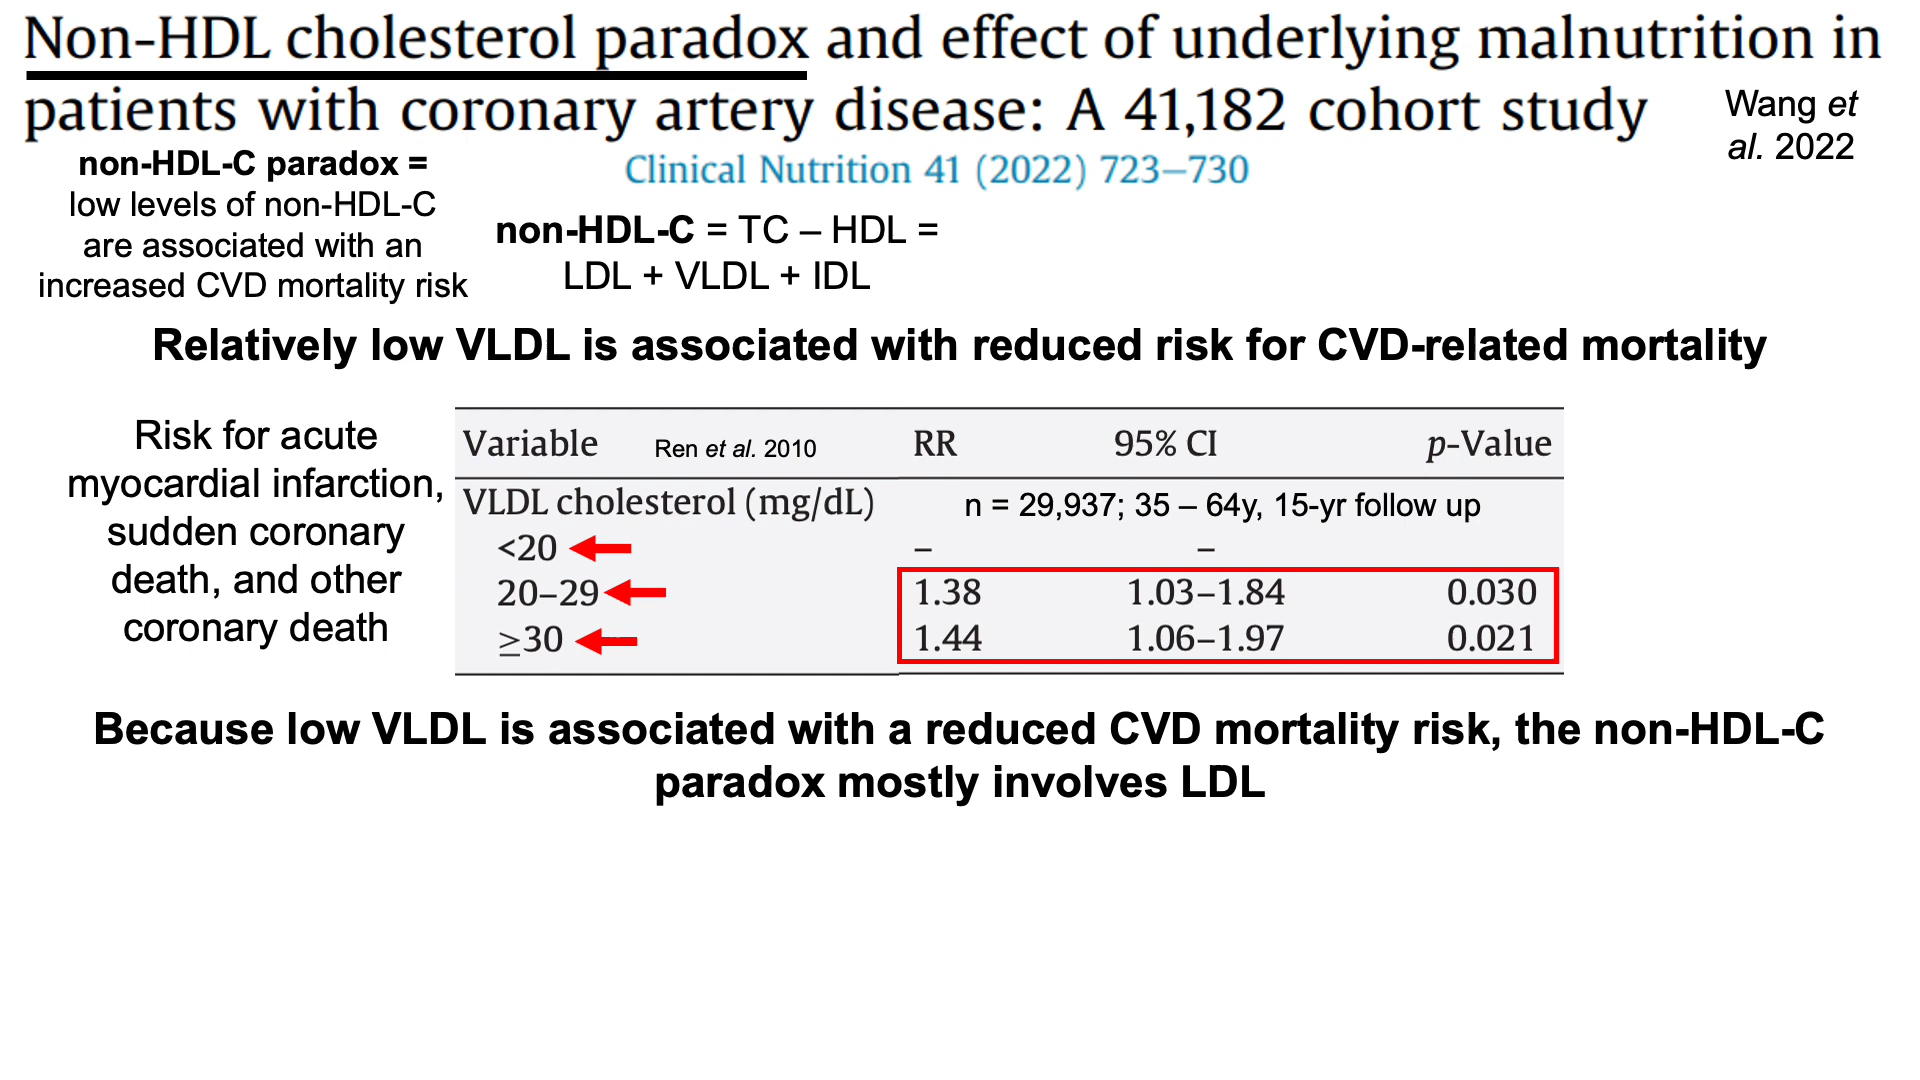 Non-HDL cholesterol paradox and effect of underlying malnutrition in
patients with coronary artery disease: A 41,182 cohort study
Wang et
al. 2022
Clinical Nutrition 41 (2022) 723–730
non-HDL-C paradox =
low levels of non-HDL-C
are associated with an
increased CVD mortality risk
non-HDL-C = TC – HDL =
LDL + VLDL + IDL
Relatively low VLDL is associated with reduced risk for CVD-related mortality
Risk for acute
myocardial infarction,
sudden coronary
death, and other
coronary death
Variable Ren et al. 2010 RR 95% CI p-Value
VLDL cholesterol (mg/dL) n = 29,937; 35 – 64y, 15-yr follow up
<20 – –
20–29 1.38 1.03–1.84 0.030
≥30 1.44 1.06–1.97 0.021
Because low VLDL is associated with a reduced CVD mortality risk, the non-HDL-C
paradox mostly involves LDL